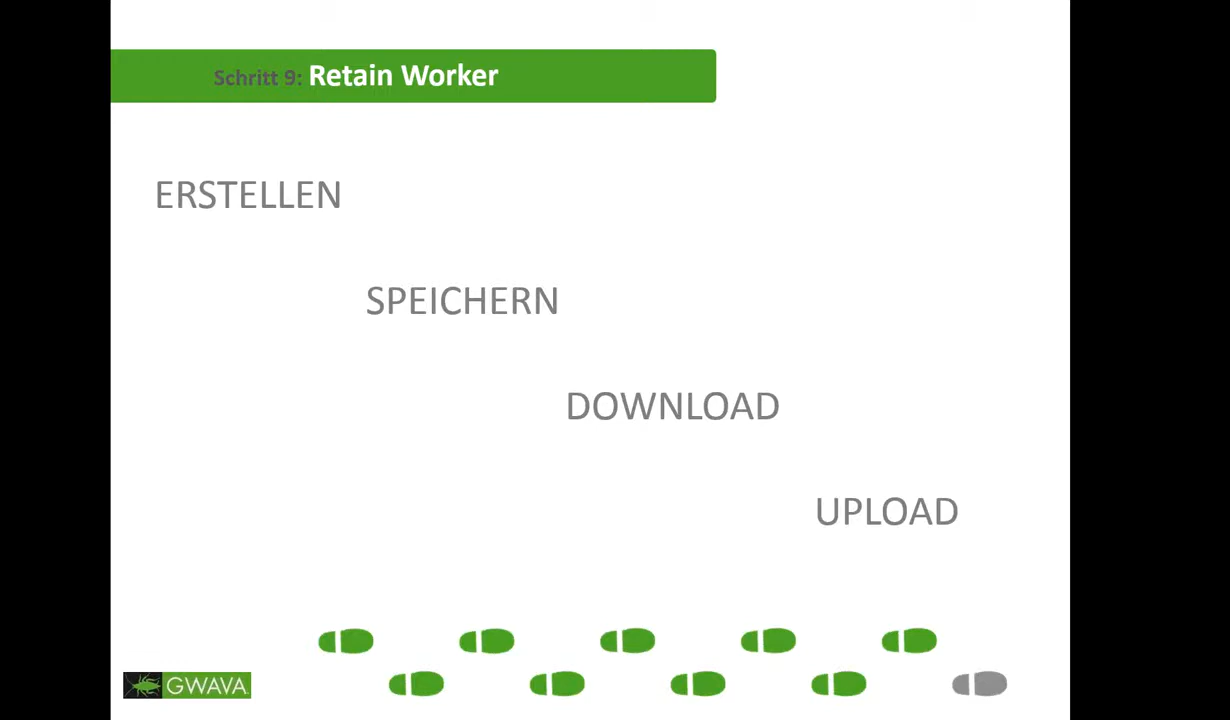 Schritt 9: Retain Worker
ERSTELLEN
SPEICHERN
DOWNLOAD
UPLOAD
GWAVA